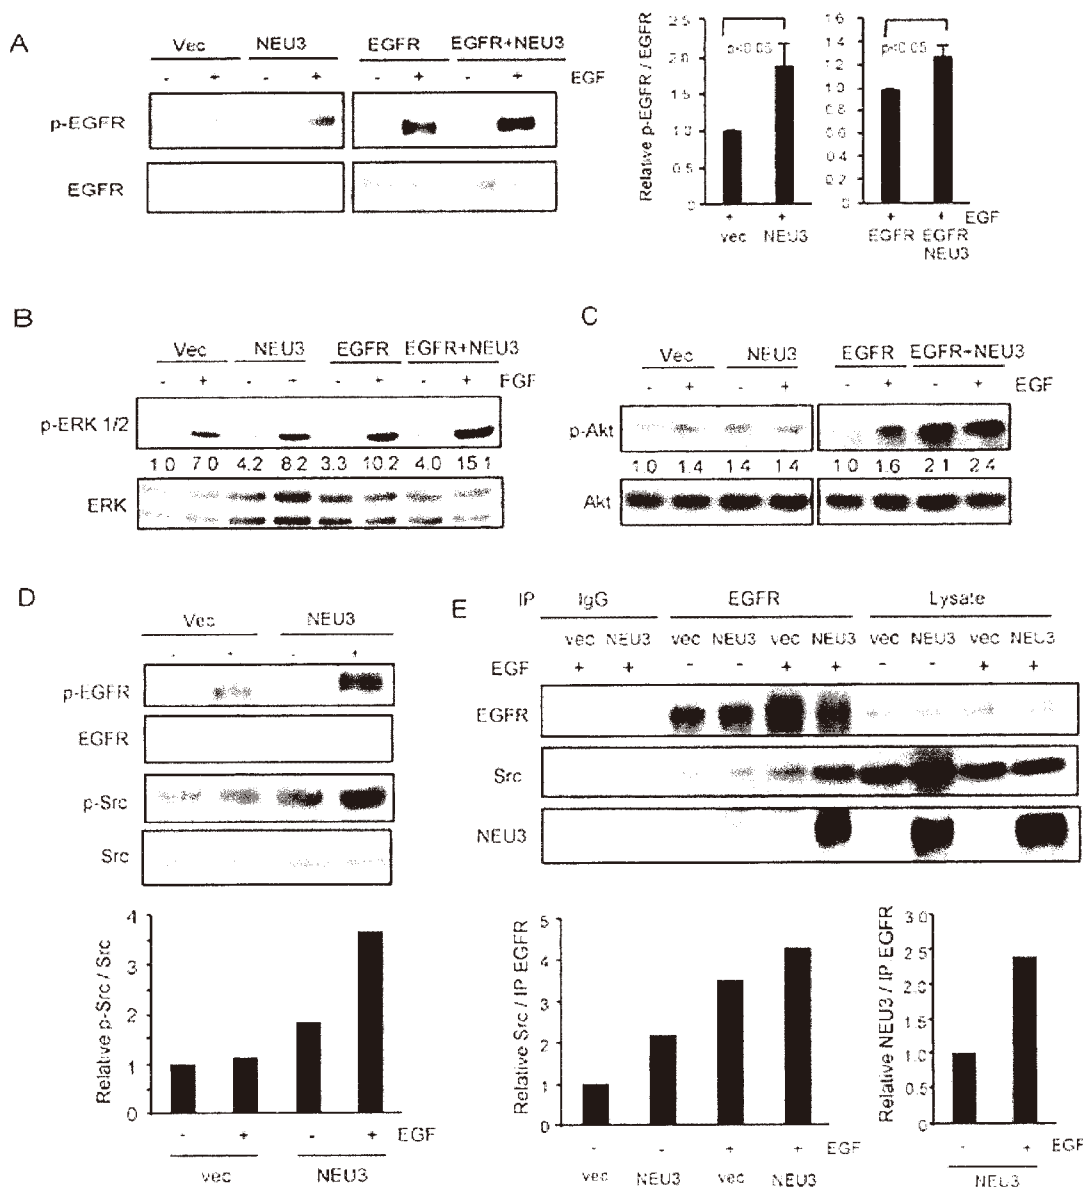 A
Vec NEU3 EGFR EGFR+NEU3
- + - + - + - + EGF
p-EGFR
EGFR
Relative p-EGFR / EGFR
2.5
2.0
1.0
0.5
0
p<0.05
+ +
vec NEU3
1.6
1.4
1.2
1.0
0.8
0.6
0.4
0.2
0
p<0.05
+ + EGF
EGFR EGFR
NEU3
B
Vec NEU3 EGFR EGFR+NEU3
- + - + - + - + EGF
p-ERK 1/2
1.0 7.0 4.2 8.2 3.3 10.2 4.0 15.1
ERK
C
Vec NEU3 EGFR EGFR+NEU3
- + - + - + - + EGF
p-Akt
1.0 1.4 1.4 1.4 1.0 1.6 2.1 2.4
Akt
D
Vec NEU3
- + - +
p-EGFR
EGFR
p-Src
Src
Relative p-Src / Src
4
3
2
1
0
- + - + EGF
vec NEU3
E
IP IgG EGFR Lysate
vec NEU3 vec NEU3 vec NEU3 vec NEU3 vec NEU3
EGF + + - - + + - - + +
EGFR
Src
NEU3
Relative Src / IP EGFR
5
4
3
2
1
0
- - + + EGF
vec NEU3 vec NEU3
Relative NEU3 / IP EGFR
3.0
2.5
2.0
1.0
0.5
0
- + EGF
NEU3